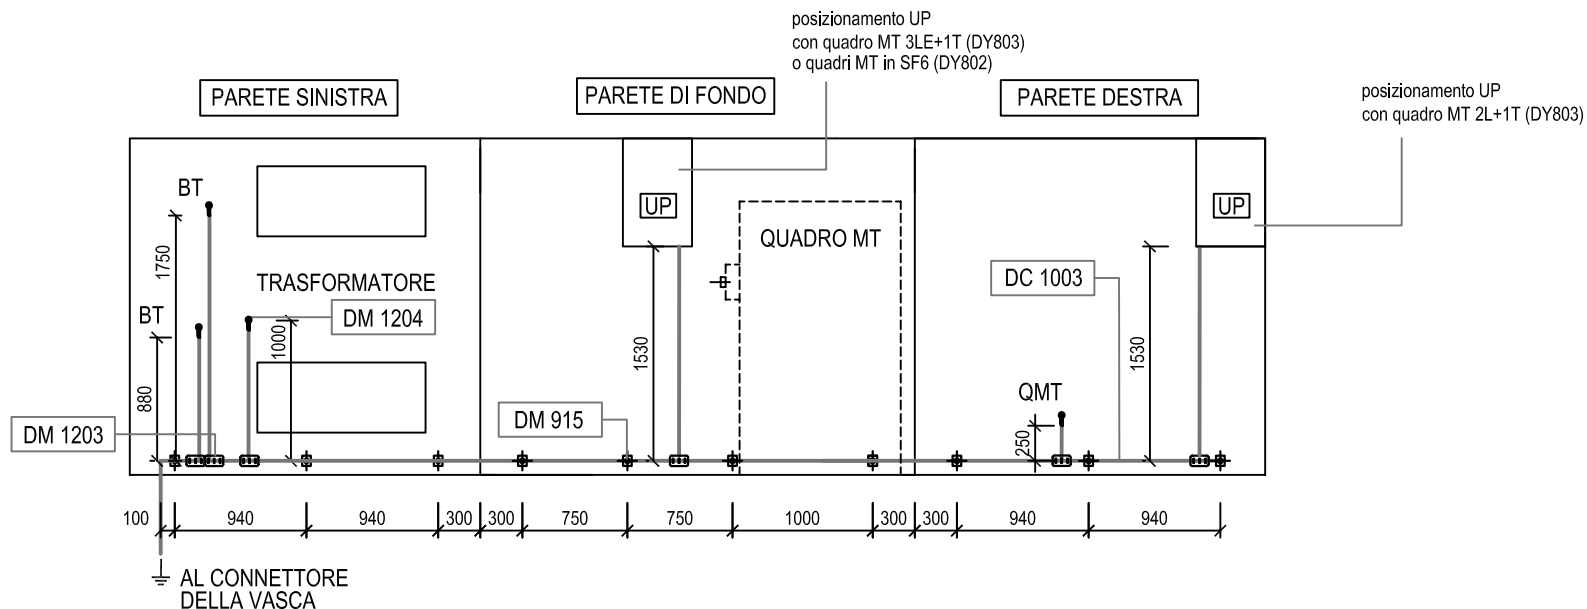 posizionamento UP
con quadro MT 3LE+1T (DY803)
o quadri MT in SF6 (DY802)
PARETE SINISTRA
PARETE DI FONDO
PARETE DESTRA
posizionamento UP
con quadro MT 2L+1T (DY803)
BT
UP
UP
QUADRO MT
1750
TRASFORMATORE
DC 1003
BT
DM 1204
1000
1530
1530
880
QMT
DM 1203
DM 915
250
100
940
940
300
300
750
750
1000
300
300
940
940
AL CONNETTORE
DELLA VASCA